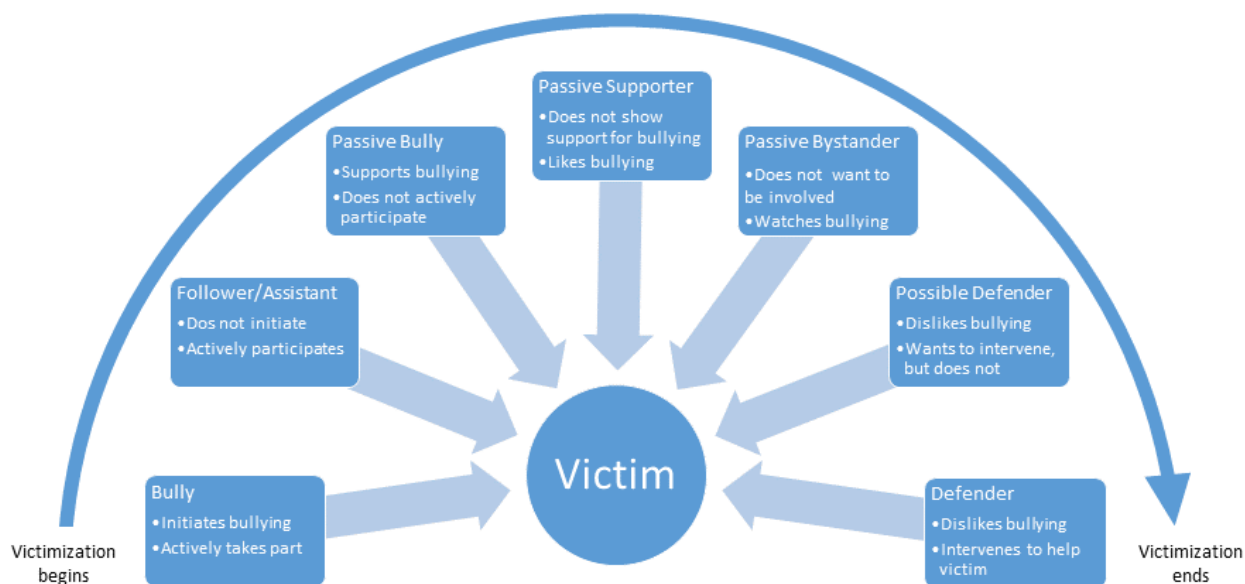 Passive Supporter
•Does not show
support for bullying
•Likes bullying
Passive Bully
•Supports bullying
•Does not actively
participate
Passive Bystander
•Does not want to
be involved
•Watches bullying
Follower/Assistant
•Dos not initiate
•Actively participates
Possible Defender
•Dislikes bullying
•Wants to intervene,
but does not
Victim
Bully
•Initiates bullying
•Actively takes part
Defender
•Dislikes bullying
•Intervenes to help
victim
Victimization
begins
Victimization
ends